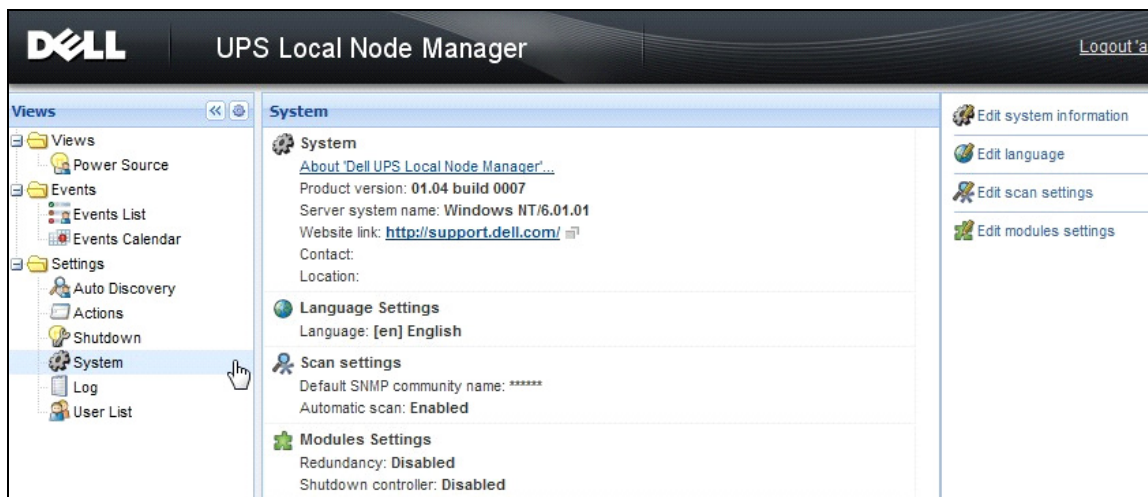 DELL
UPS Local Node Manager
Logout 'a
Views
Views
Power Source
Events
Events List
Events Calendar
Settings
Auto Discovery
Actions
Shutdown
System
Log
User List
System
System
About 'Dell UPS Local Node Manager'...
Product version: 01.04 build 0007
Server system name: Windows NT/6.01.01
Website link: http://support.dell.com/
Contact:
Location:
Language Settings
Language: [en] English
Scan settings
Default SNMP community name: ******
Automatic scan: Enabled
Modules Settings
Redundancy: Disabled
Shutdown controller: Disabled
Edit system information
Edit language
Edit scan settings
Edit modules settings